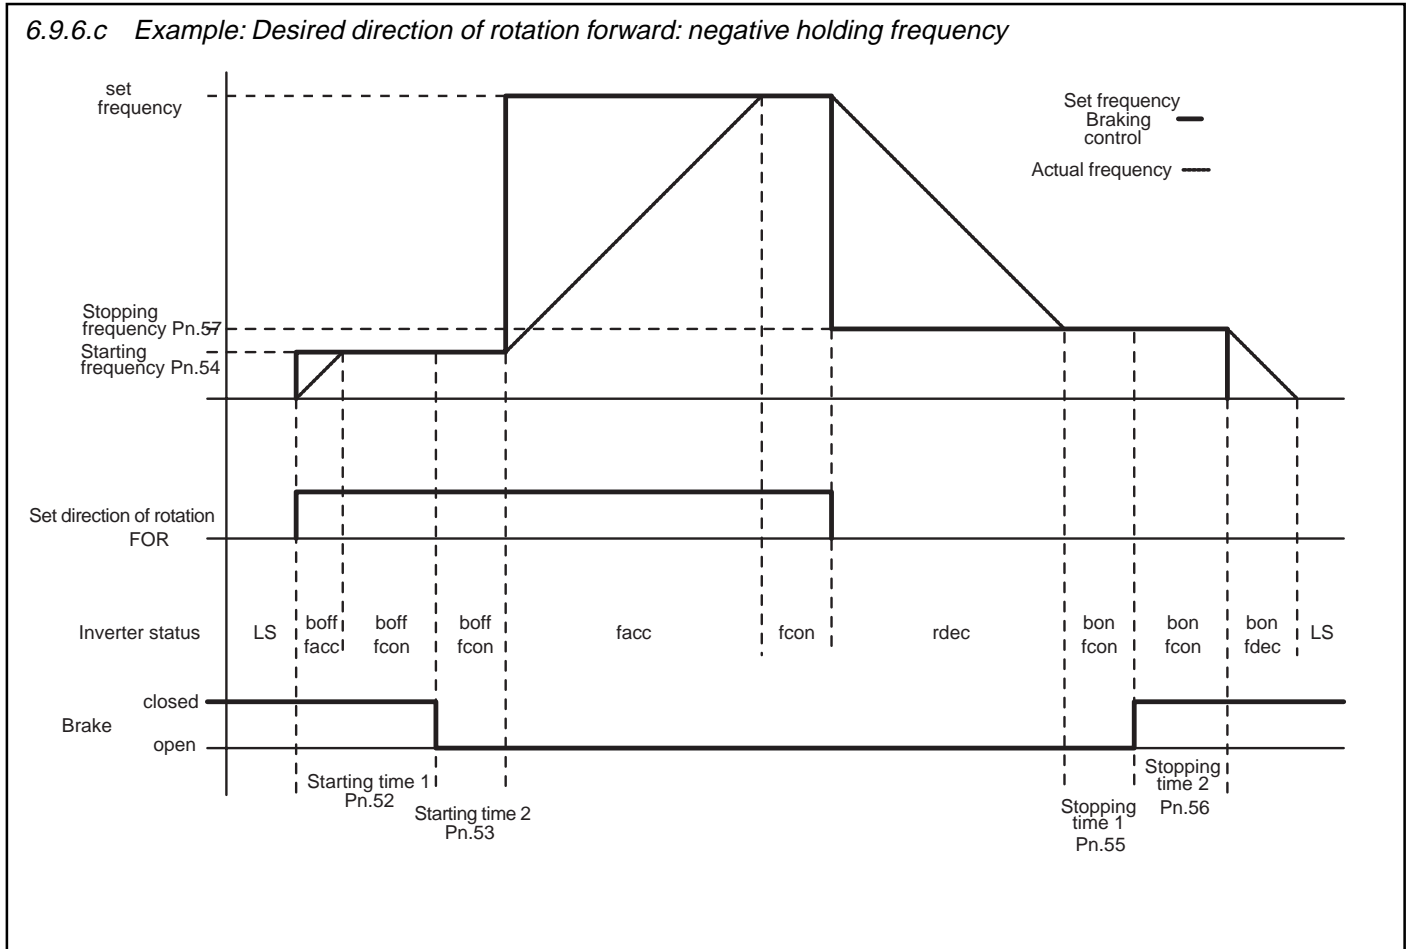 6.9.6.c Example: Desired direction of rotation forward: negative holding frequency
set
frequency
Set frequency
Braking
control
Actual frequency
Stopping
frequency Pn.57
Starting
frequency Pn.54
Set direction of rotation
FOR
Inverter status
LS
boff
facc
boff
fcon
boff
fcon
facc
fcon
rdec
bon
fcon
bon
fcon
bon
fdec
LS
closed
Brake
open
Starting time 1
Pn.52
Starting time 2
Pn.53
Stopping
time 1
Pn.55
Stopping
time 2
Pn.56